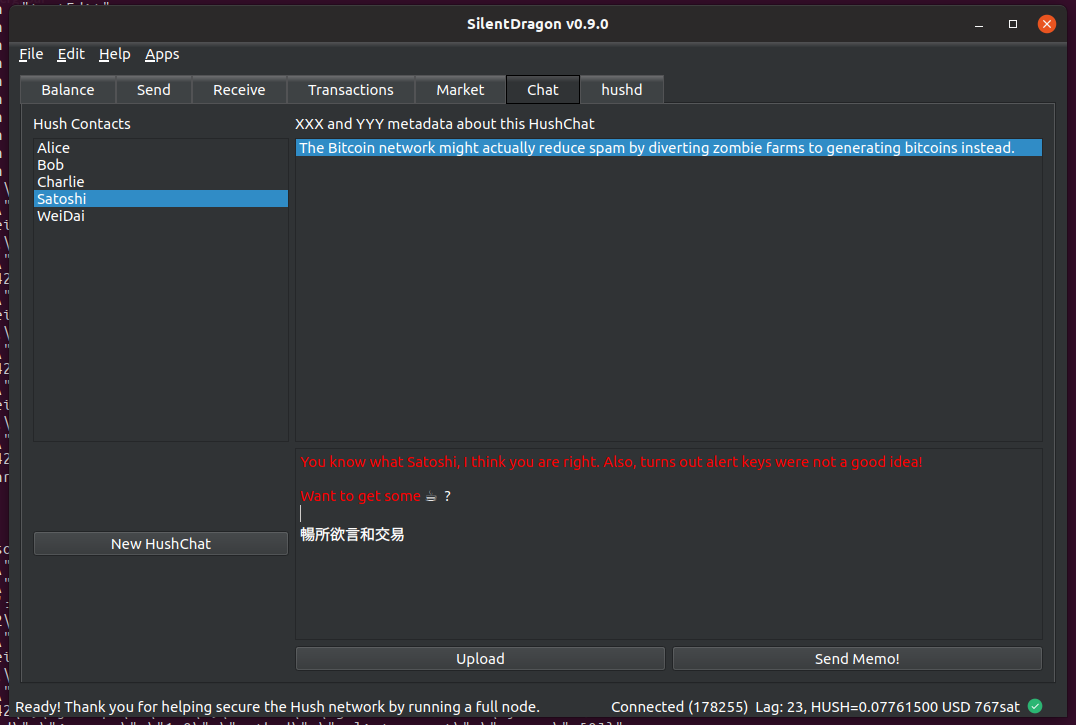 SilentDragon v0.9.0
File Edit Help Apps
Balance Send Receive Transactions Market Chat hushd
Hush Contacts
XXX and YYY metadata about this HushChat
Alice
Bob
Charlie
Satoshi
WeiDai
The Bitcoin network might actually reduce spam by diverting zombie farms to generating bitcoins instead.
You know what Satoshi, I think you are right. Also, turns out alert keys were not a good idea!
Want to get some ☕ ?
暢所欲言和交易
New HushChat
Upload Send Memo!
Ready! Thank you for helping secure the Hush network by running a full node. Connected (178255) Lag: 23, HUSH=0.07761500 USD 767sat